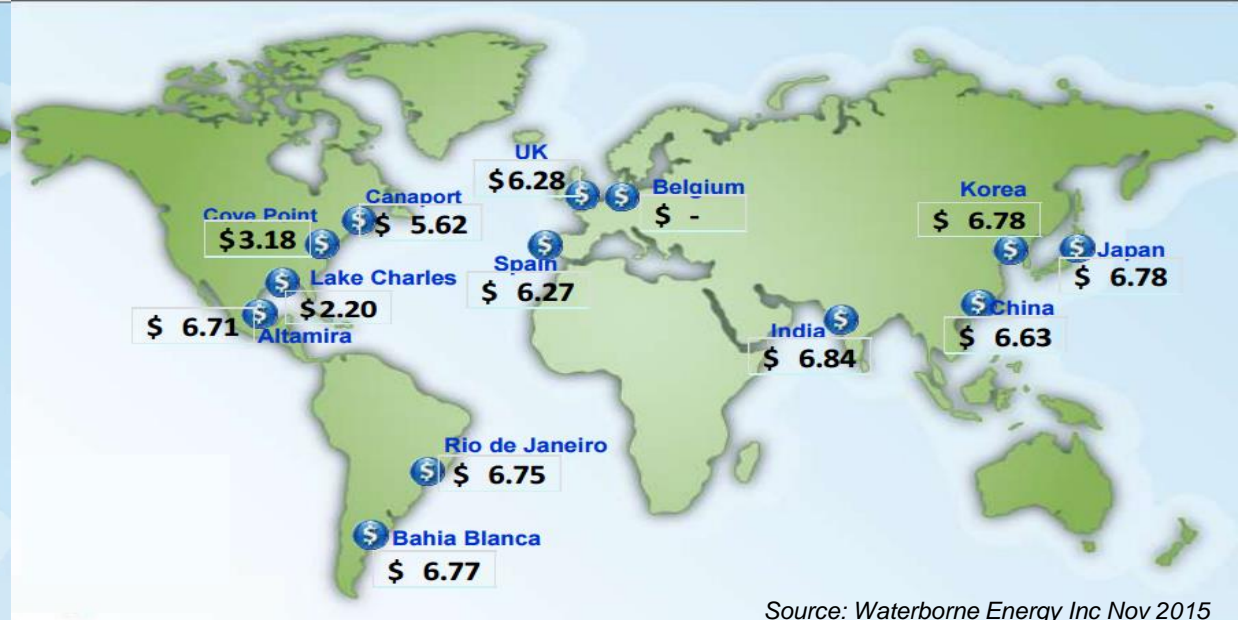 UK
$6.28
Belgium
$ -
Canaport
$ 5.62
Cove Point
$3.18
Lake Charles
$2.20
$ 6.71
Altamira
Spain
$ 6.27
Korea
$ 6.78
Japan
$ 6.78
China
$ 6.63
India
$ 6.84
Rio de Janeiro
$ 6.75
Bahia Blanca
$ 6.77
Source: Waterborne Energy Inc Nov 2015